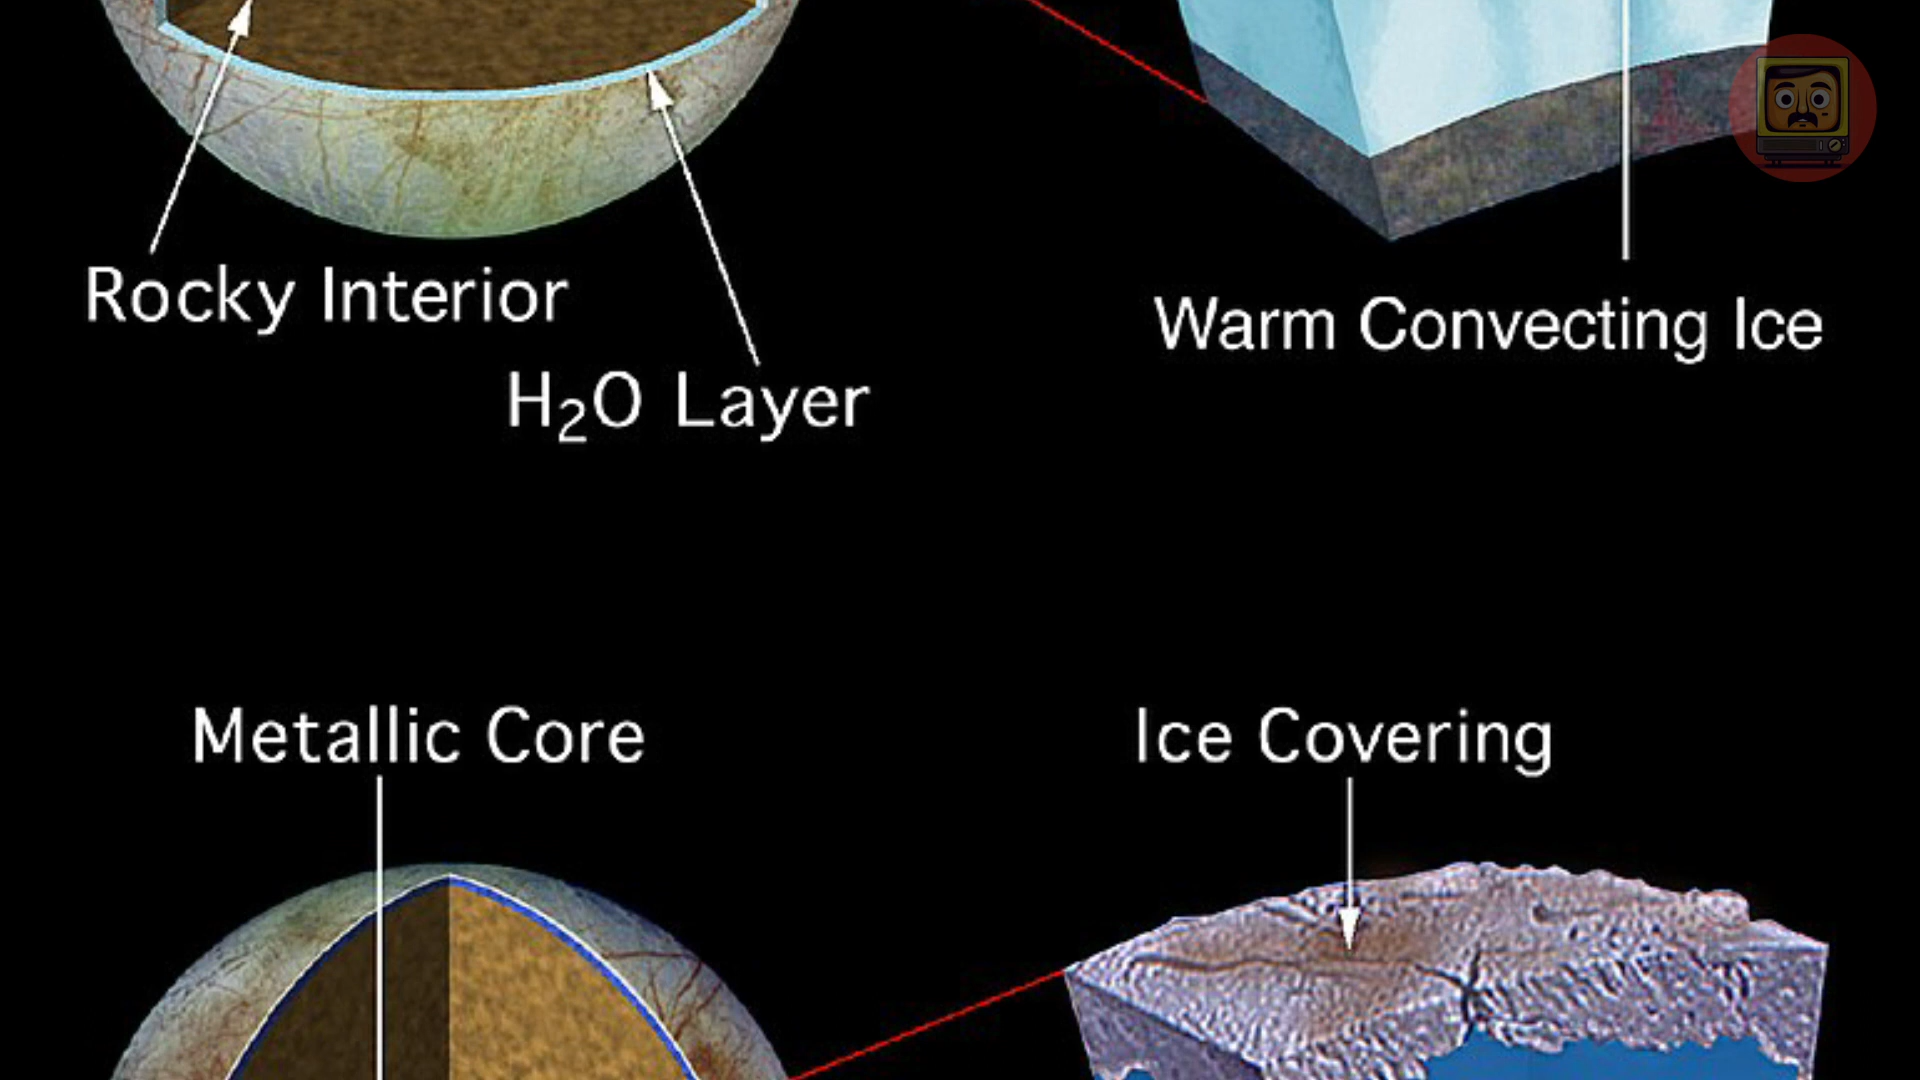 Rocky Interior
Warm Convecting Ice
H₂O Layer
Metallic Core
Ice Covering